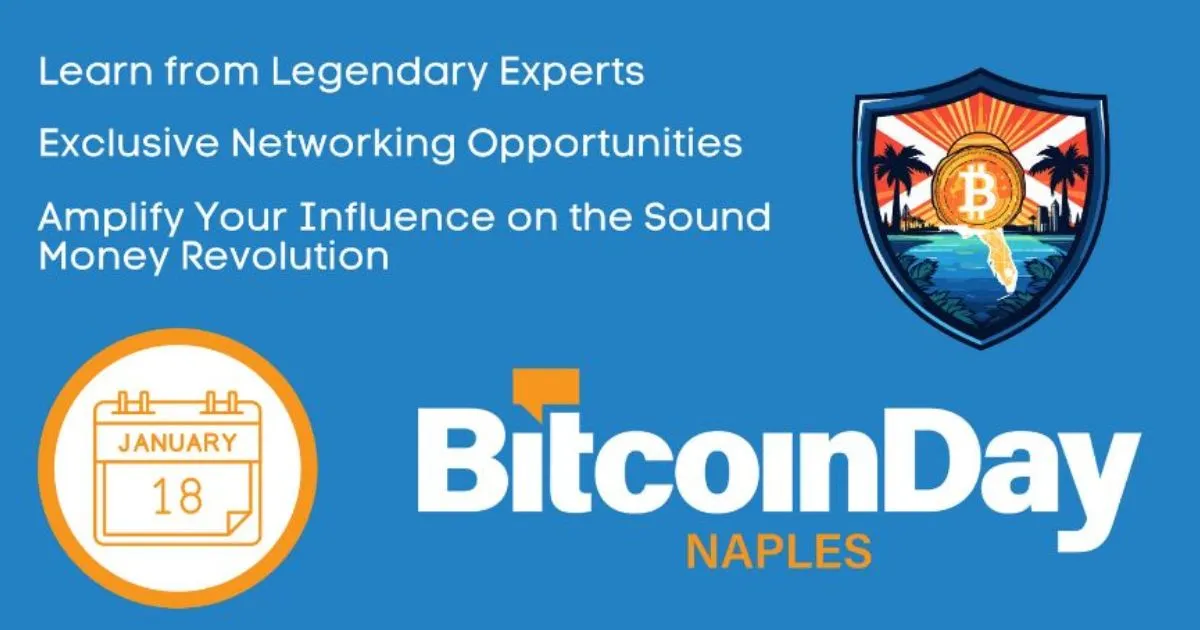 Learn from Legendary Experts
Exclusive Networking Opportunities
Amplify Your Influence on the Sound
Money Revolution
B
JANUARY
18
BitcoinDay
NAPLES